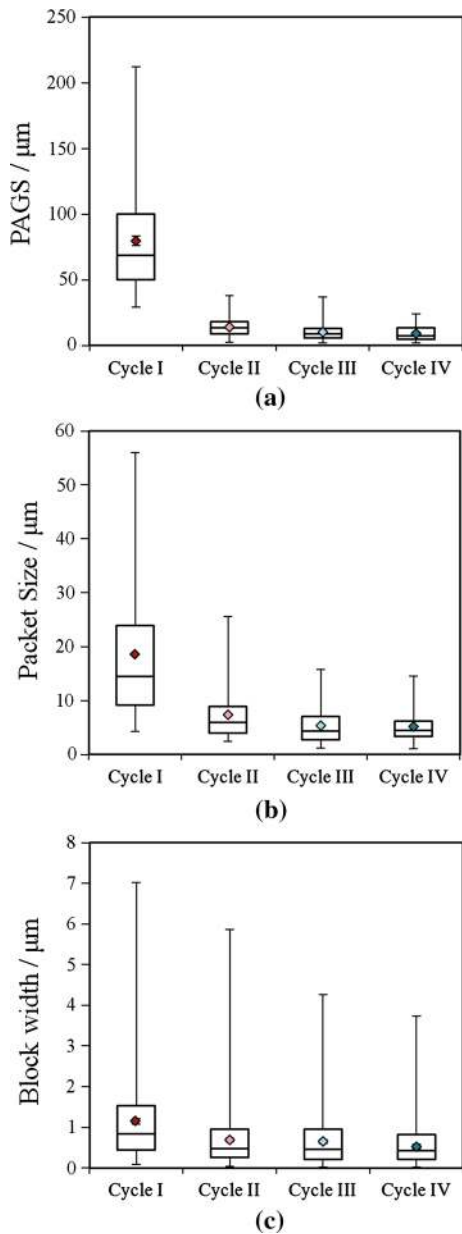 PAGS / µm
250
200
150
100
50
0
Cycle I Cycle II Cycle III Cycle IV
(a)
Packet Size / µm
60
50
40
30
20
10
0
Cycle I Cycle II Cycle III Cycle IV
(b)
Block width / µm
8
7
6
5
4
3
2
1
0
Cycle I Cycle II Cycle III Cycle IV
(c)